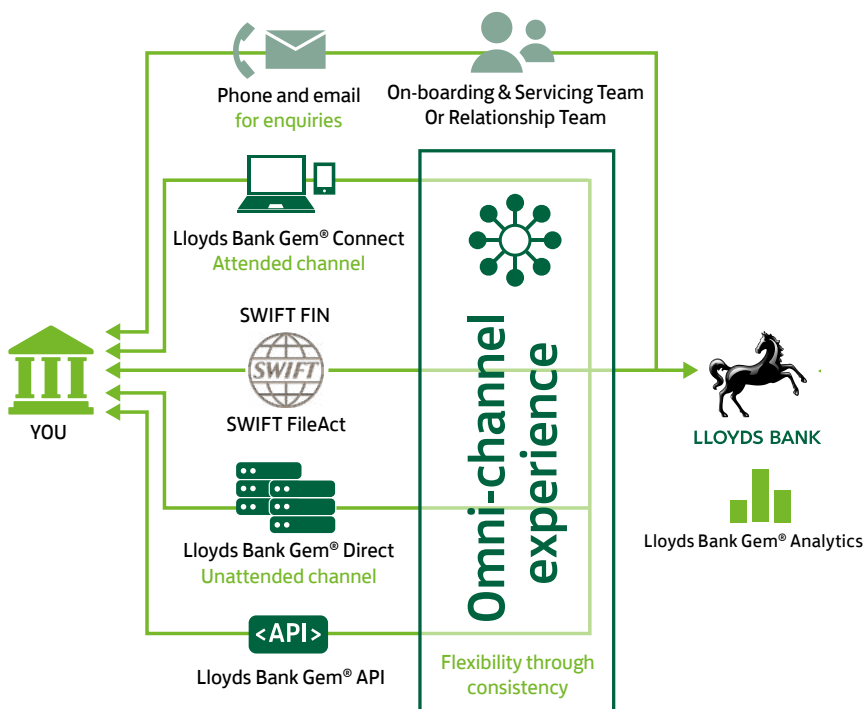 Phone and email
for enquiries
On-boarding & Servicing Team
Or Relationship Team
Lloyds Bank Gem® Connect
Attended channel
SWIFT FIN
SWIFT
SWIFT FileAct
YOU
Lloyds Bank Gem® Direct
Unattended channel
<API>
Lloyds Bank Gem® API
Omni-channel
experience
Flexibility through
consistency
LLOYDS BANK
Lloyds Bank Gem® Analytics